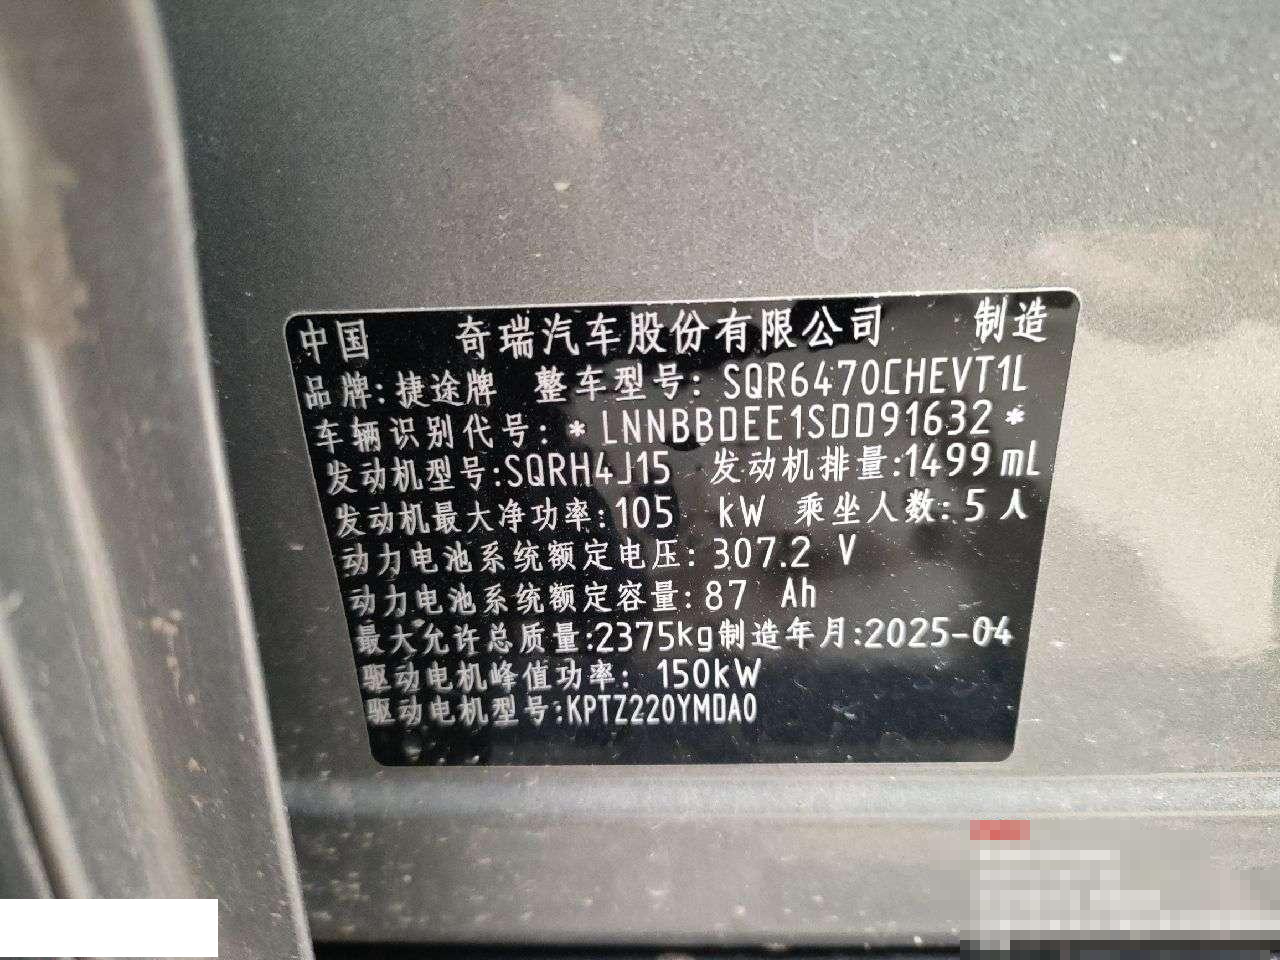 中国 奇瑞汽车股份有限公司 制造
品牌:捷途牌 整车型号:SQR6470CHEVT1L
车辆识别代号:*LNNBBDEE1SD091632*
发动机型号:SQRH4J15 发动机排量:1499mL
发动机最大净功率:105 kW 乘坐人数:5人
动力电池系统额定电压:307.2 V
动力电池系统额定容量:87 Ah
最大允许总质量:2375kg制造年月:2025-04
驱动电机峰值功率: 150kW
驱动电机型号:KPTZ220YMDA0